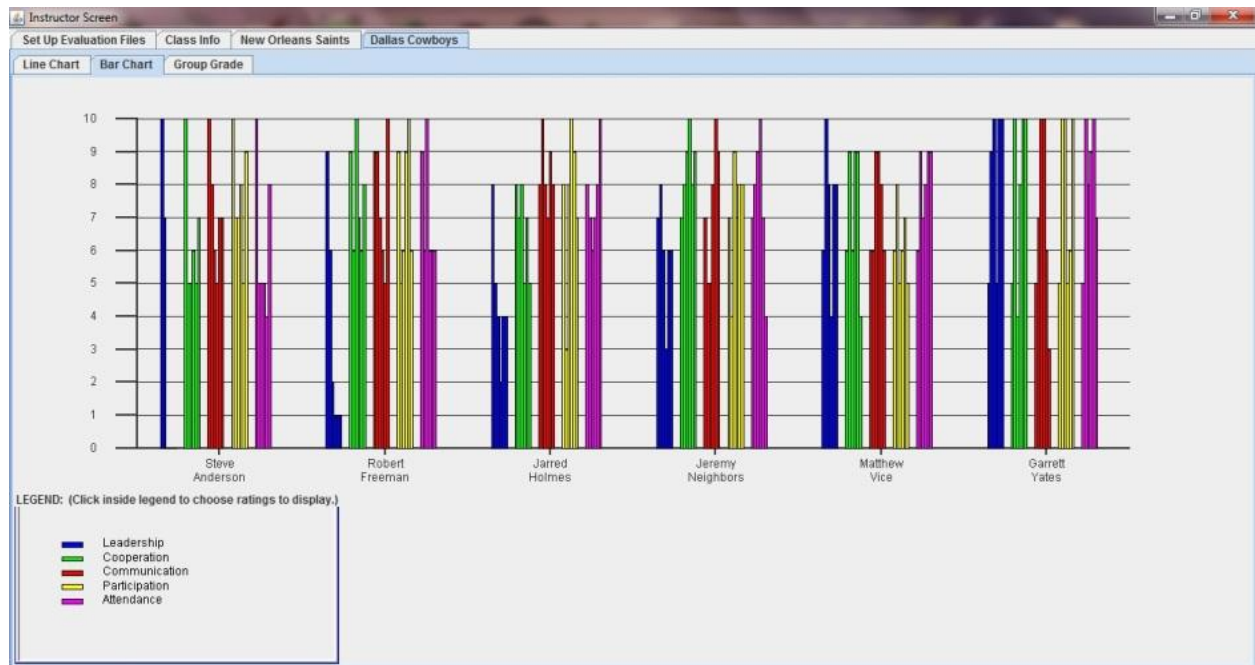 Instructor Screen
Set Up Evaluation Files Class Info New Orleans Saints Dallas Cowboys
Line Chart Bar Chart Group Grade
10
9
8
7
6
5
4
3
2
1
0
Steve Robert Jarred Jeremy Matthew Garrett
Anderson Freeman Holmes Neighbors Vice Yates
LEGEND: (Click inside legend to choose ratings to display.)
Leadership
Cooperation
Communication
Participation
Attendance